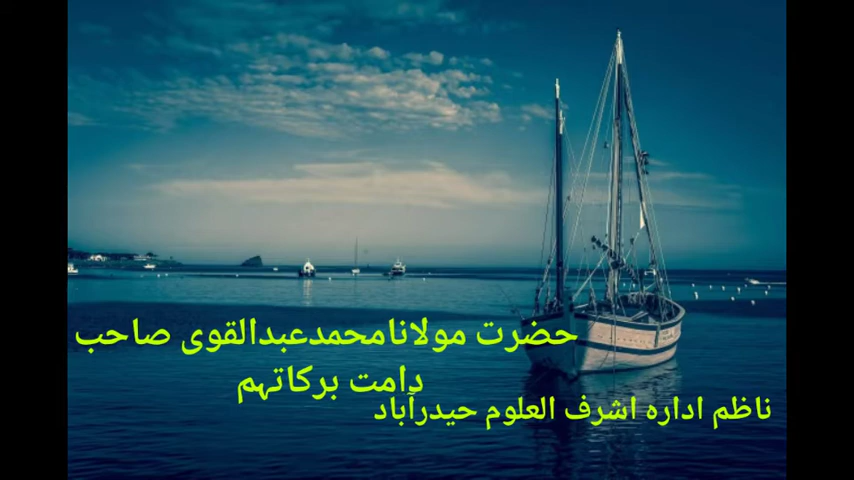 حضرت مولانامحمدعبدالقوی صاحب
دامت برکاتہم
ناظم ادارہ اشرف العلوم حیدرآباد